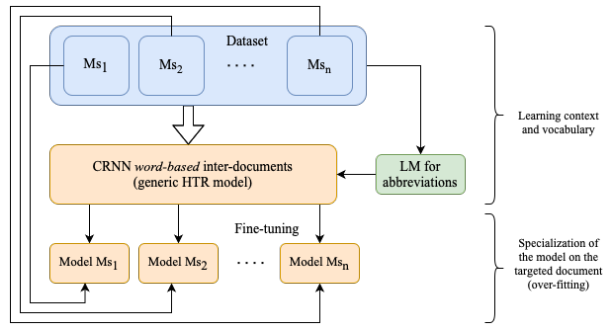 Dataset
Ms1 Ms2 .... Msn
Learning context
and vocabulary
CRNN word-based inter-documents
(generic HTR model)
LM for
abbreviations
Fine-tuning
Model Ms1 Model Ms2 .... Model Msn
Specialization of
the model on the
targeted document
(over-fitting)